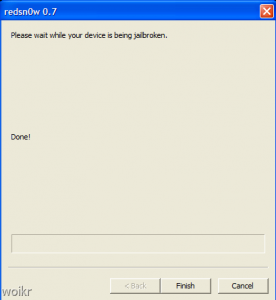 redsn0w 0.7
Please wait while your device is being jailbroken.
Done!
< Back
Finish
Cancel
woikr